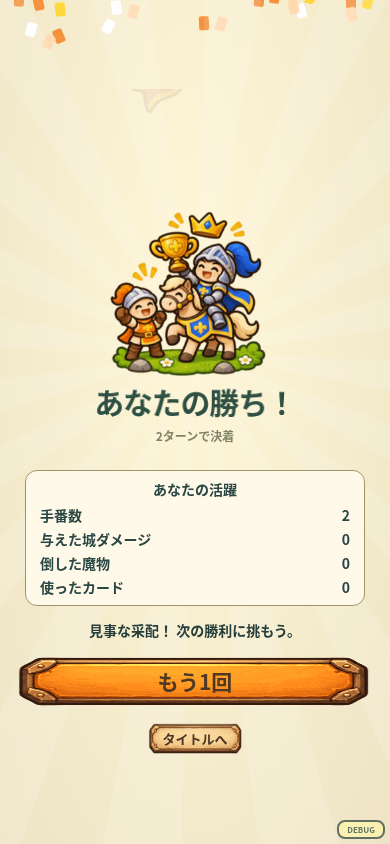 あなたの勝ち！
2ターンで決着
あなたの活躍
手番数 2
与えた城ダメージ 0
倒した魔物 0
使ったカード 0
見事な采配！ 次の勝利に挑もう。
もう1回
タイトルへ
DEBUG